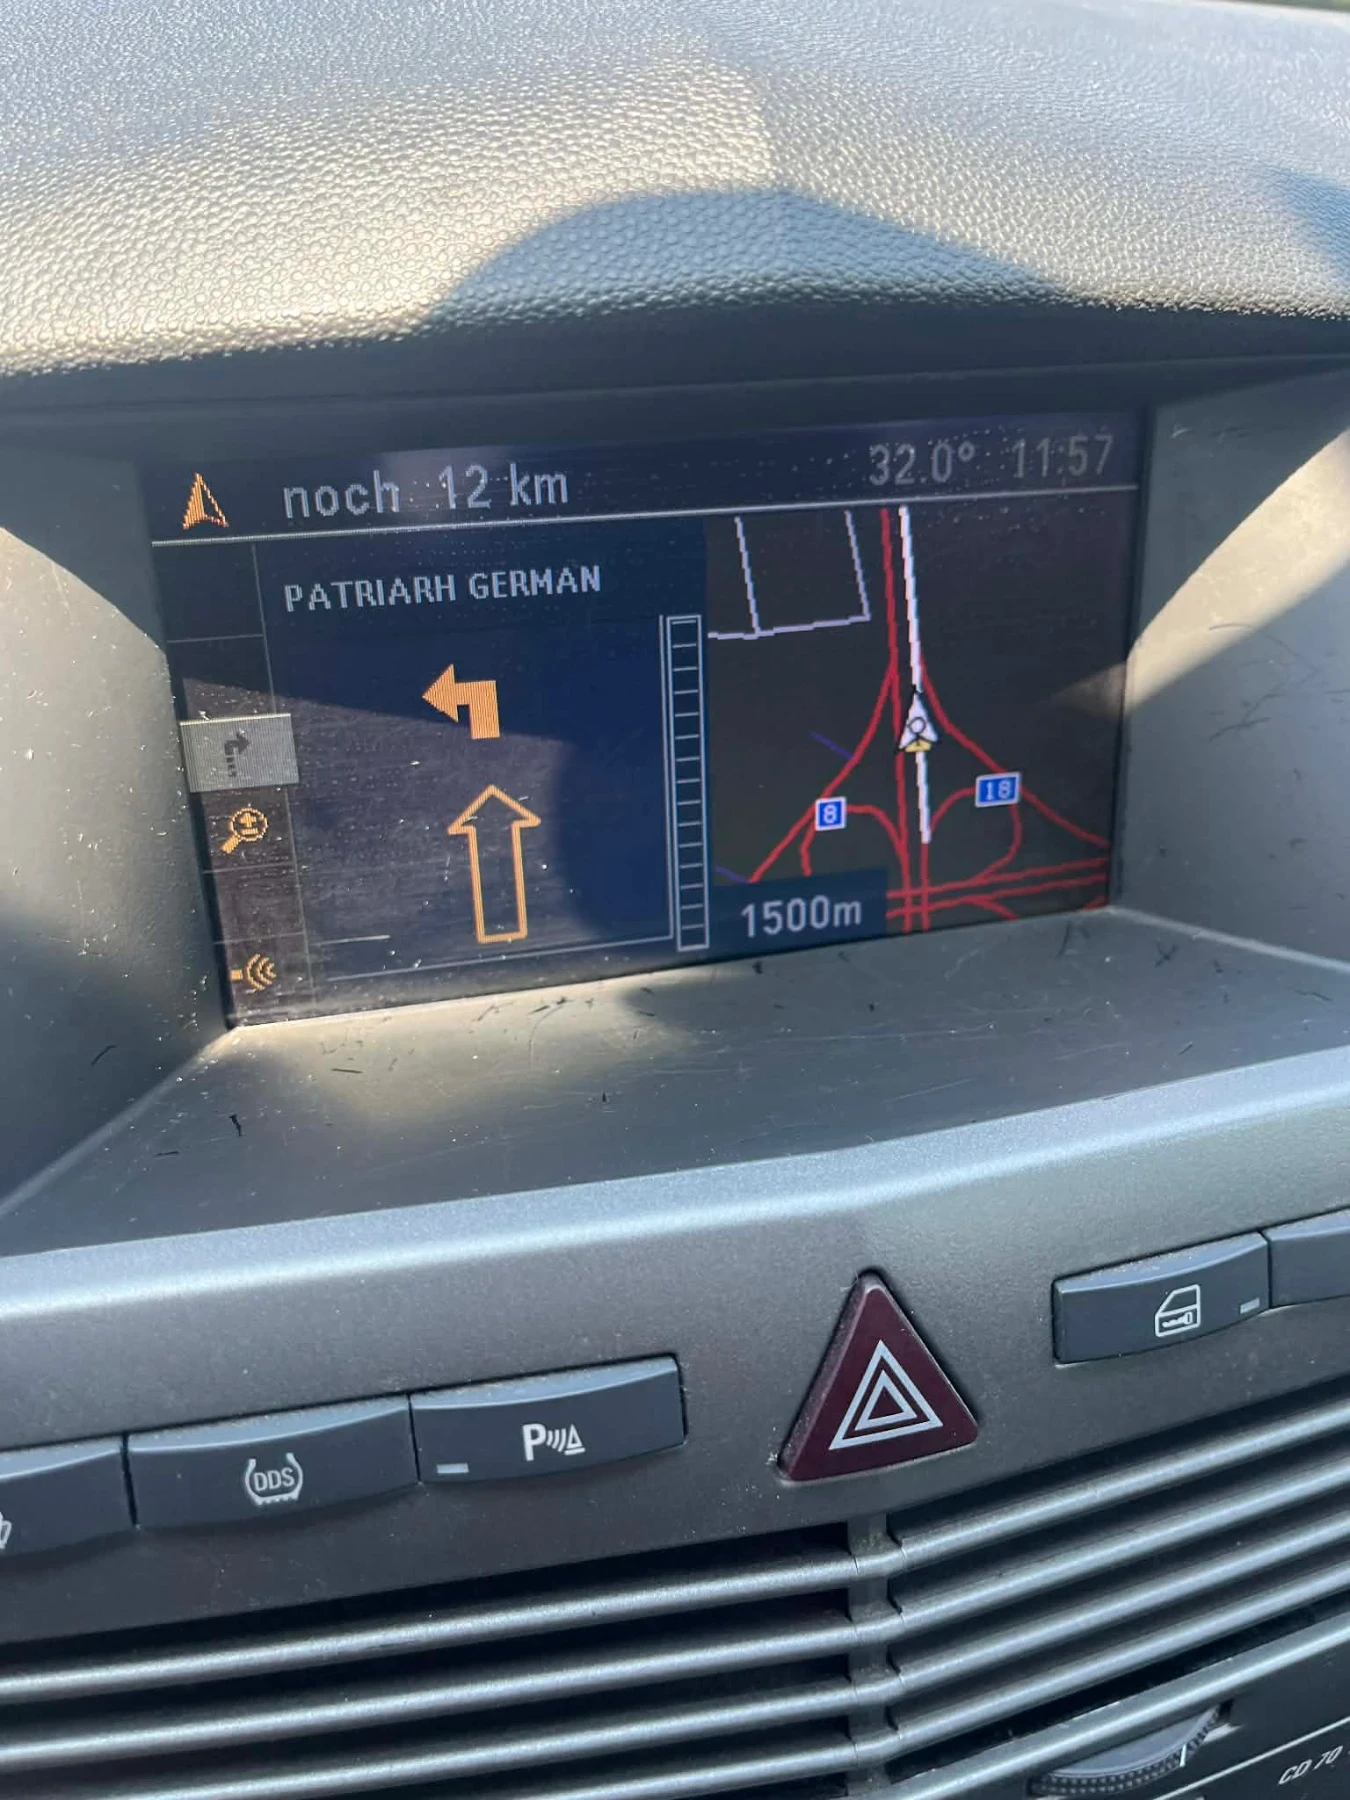 noch 12 km 32.0° 11:57
PATRIARH GERMAN
8
18
1500m
DDS
P
CD 70